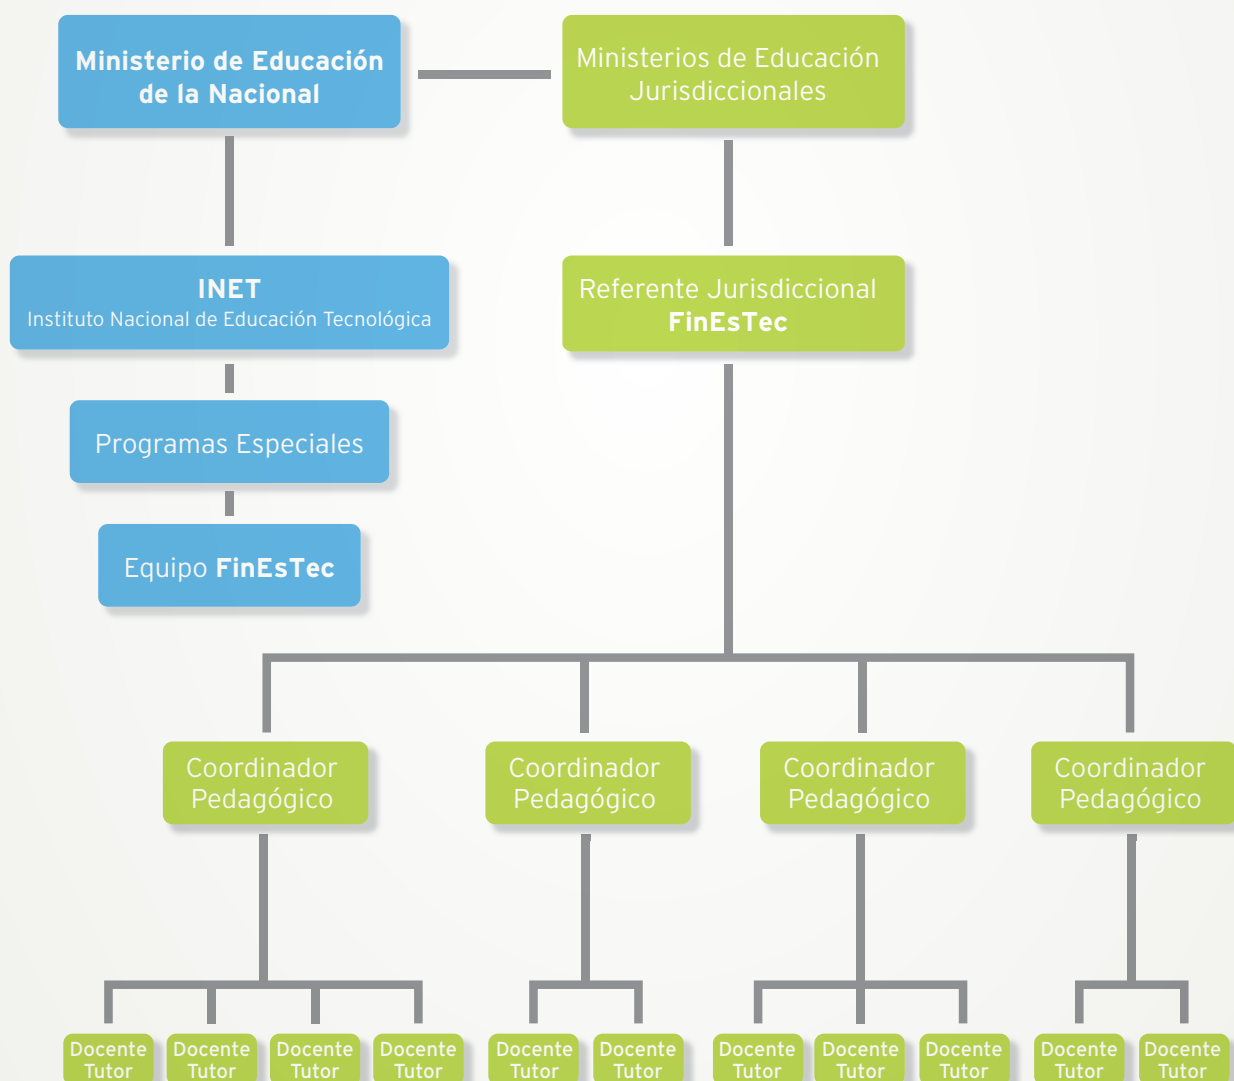 Ministerio de Educación
de la Nacional
Ministerios de Educación
Jurisdiccionales
INET
Instituto Nacional de Educación Tecnológica
Referente Jurisdiccional
FinEsTec
Programas Especiales
Equipo FinEsTec
Coordinador
Pedagógico
Coordinador
Pedagógico
Coordinador
Pedagógico
Coordinador
Pedagógico
Docente
Tutor
Docente
Tutor
Docente
Tutor
Docente
Tutor
Docente
Tutor
Docente
Tutor
Docente
Tutor
Docente
Tutor
Docente
Tutor
Docente
Tutor
Docente
Tutor